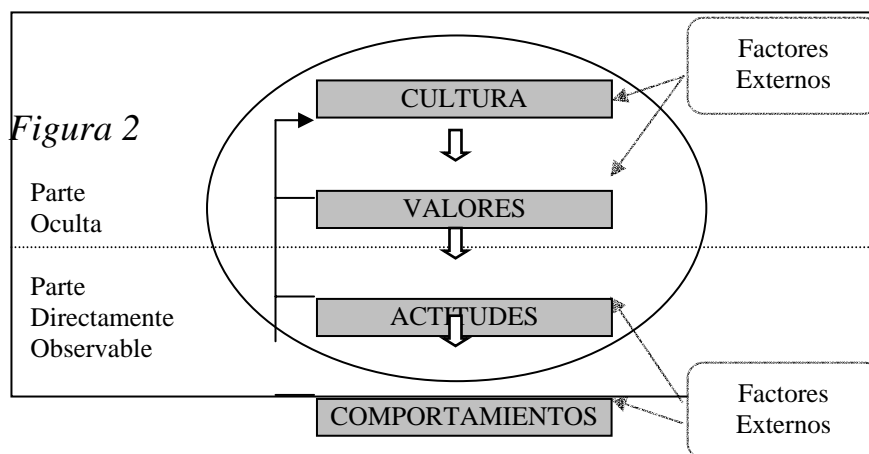 Factores
Externos
CULTURA
Figura 2
Parte
Oculta
VALORES
Parte
Directamente
Observable
ACTITUDES
Factores
Externos
COMPORTAMIENTOS